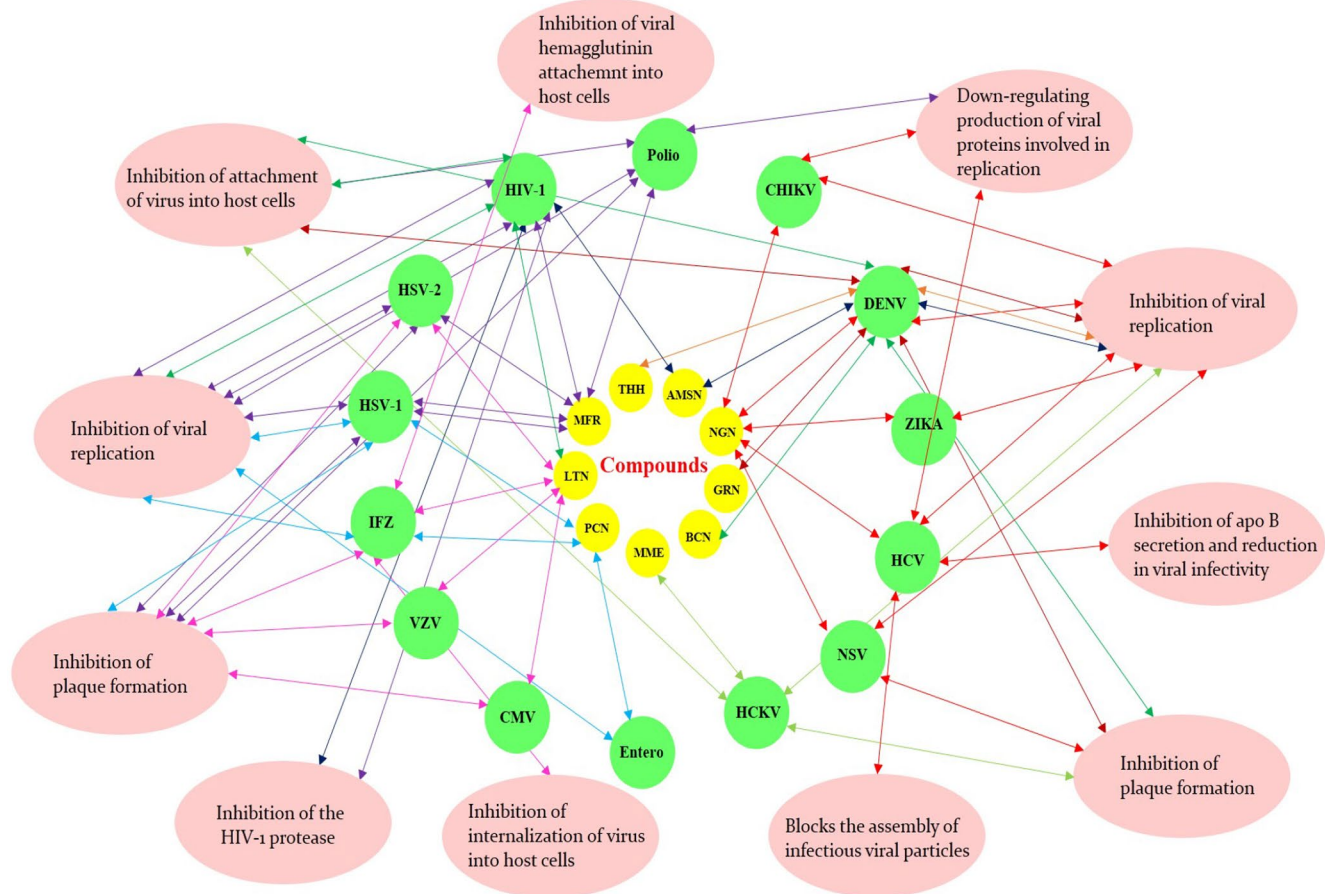 Inhibition of viral
hemagglutinin
attachemnt into
host cells
Down-regulating
production of viral
proteins involved in
replication
Polio
Inhibition of attachment
of virus into host cells
HIV-1
CHIKV
HSV-2
DENV
Inhibition of viral
replication
THH
AMSN
MFR
NGN
HSV-1
ZIKA
Inhibition of viral
replication
Compounds
LTN
GRN
IFZ
PCN
BCN
MME
HCV
Inhibition of apo B
secretion and reduction
in viral infectivity
VZV
NSV
Inhibition of
plaque formation
CMV
HCKV
Entero
Inhibition of
plaque formation
Inhibition of the
HIV-1 protease
Inhibition of
internalization of virus
into host cells
Blocks the assembly of
infectious viral particles